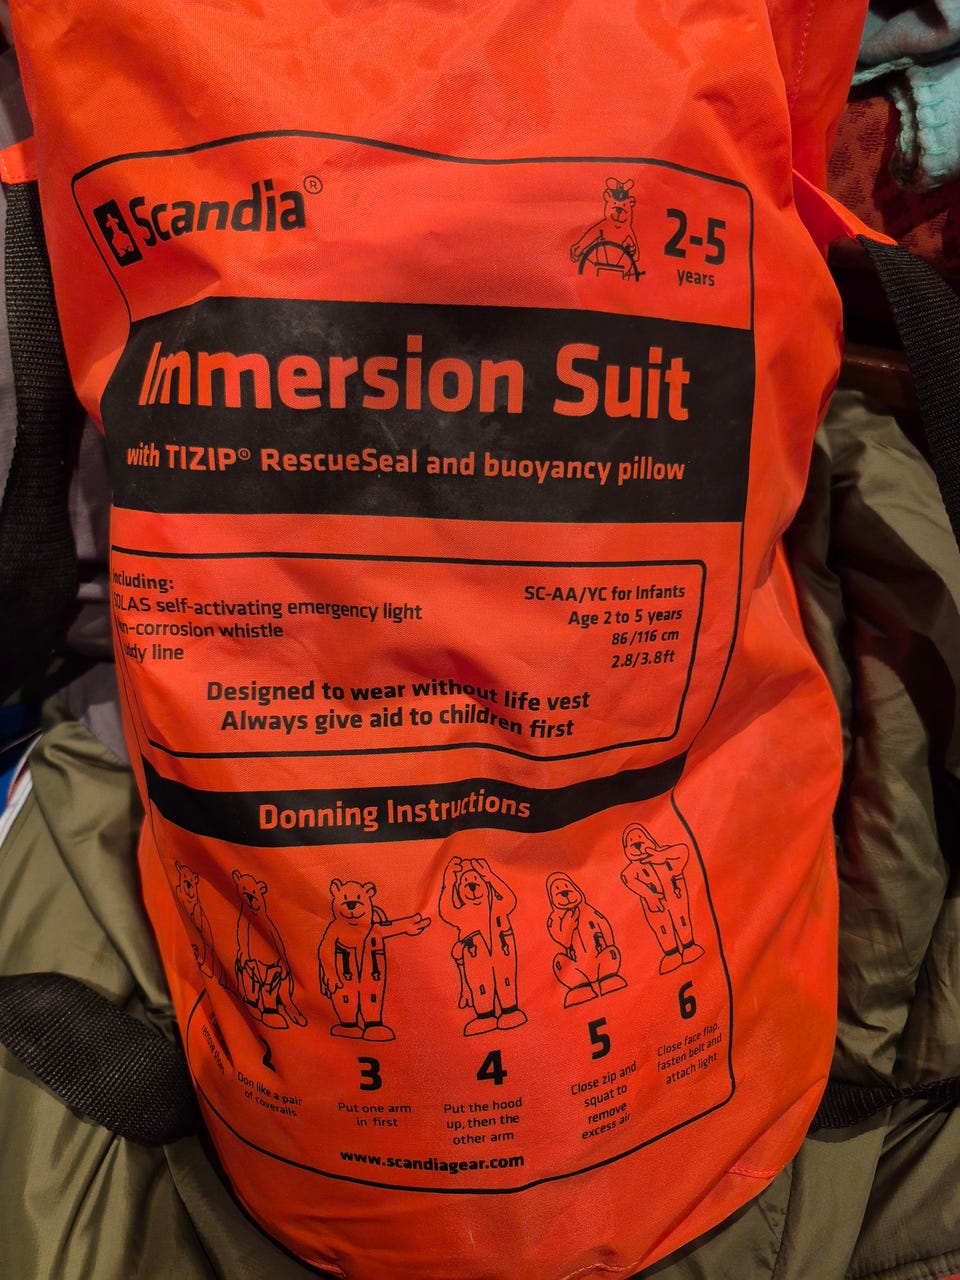 Scandia®
2-5
years
Immersion Suit
with TIZIP® RescueSeal and buoyancy pillow
Including:
SOLAS self-activating emergency light
n-corrosion whistle
ddy line
SC-AA/YC for Infants
Age 2 to 5 years
86/116 cm
2.8/3.8ft
Designed to wear without life vest
Always give aid to children first
Donning Instructions
remove shoes
2
Don like a pair
of coveralls
3
Put one arm
in first
4
Put the hood
up, then the
other arm
5
Close zip and
squat to
remove
excess air
6
Close face flap,
fasten belt and
attach light
www.scandiagear.com